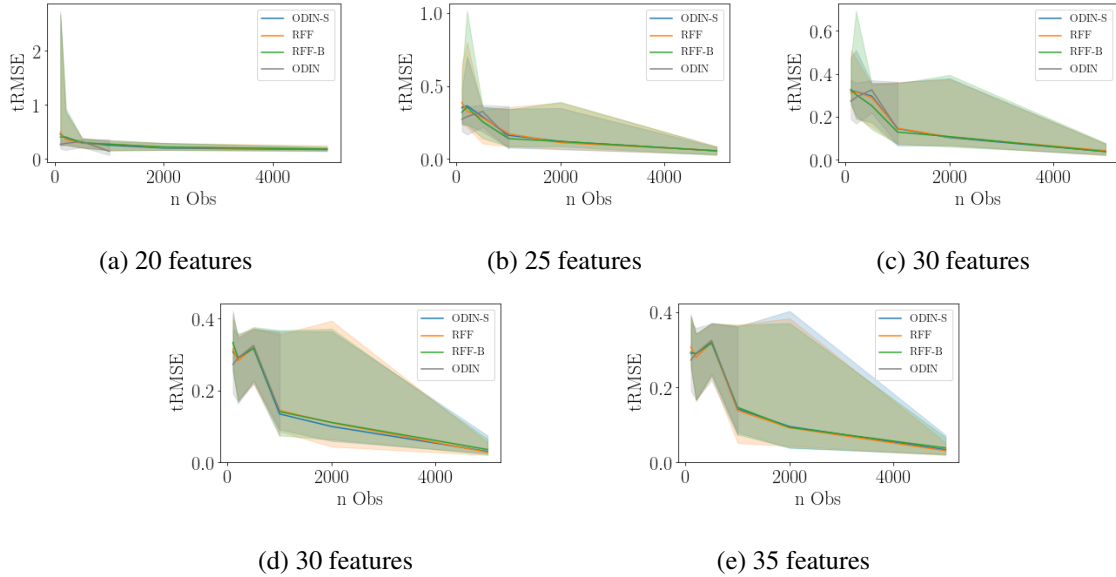 tRMSE
2
1
0
0
2000
4000
n Obs
ODIN-S
RFF
RFF-B
ODIN
(a) 20 features
tRMSE
1.0
0.5
0.0
0
2000
4000
n Obs
ODIN-S
RFF
RFF-B
ODIN
(b) 25 features
tRMSE
0.6
0.4
0.2
0.0
0
2000
4000
n Obs
ODIN-S
RFF
RFF-B
ODIN
(c) 30 features
tRMSE
0.4
0.2
0.0
0
2000
4000
n Obs
ODIN-S
RFF
RFF-B
ODIN
(d) 30 features
tRMSE
0.4
0.2
0.0
0
2000
4000
n Obs
ODIN-S
RFF
RFF-B
ODIN
(e) 35 features